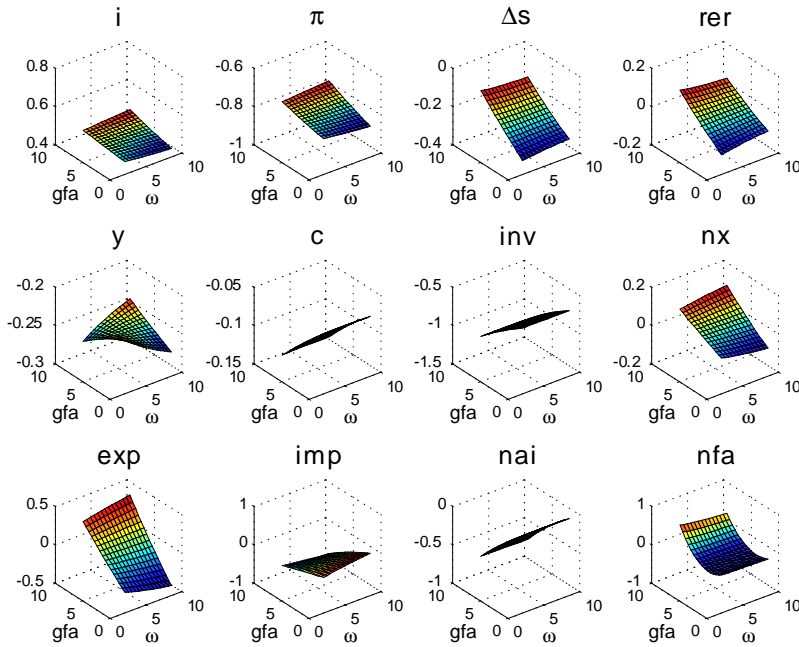 i π Δs rer
0.8 -0.6 0 0.2
0.6 -0.8 -0.2 0
0.4 -1 -0.4 -0.2
10 10 10 10
5 5 5 5
0 0 0 0
0 5 10 0 5 10 0 5 10 0 5 10
gfa ω gfa ω gfa ω gfa ω
y c inv nx
-0.2 -0.05 -0.5 0.2
-0.25 -0.1 -1 0
-0.3 -0.15 -1.5 -0.2
10 10 10 10
5 5 5 5
0 0 0 0
0 5 10 0 5 10 0 5 10 0 5 10
gfa ω gfa ω gfa ω gfa ω
exp imp nai nfa
0.5 1 0 1
0 0 -0.5 0
-0.5 -1 -1 -1
10 10 10 10
5 5 5 5
0 0 0 0
0 5 10 0 5 10 0 5 10 0 5 10
gfa ω gfa ω gfa ω gfa ω